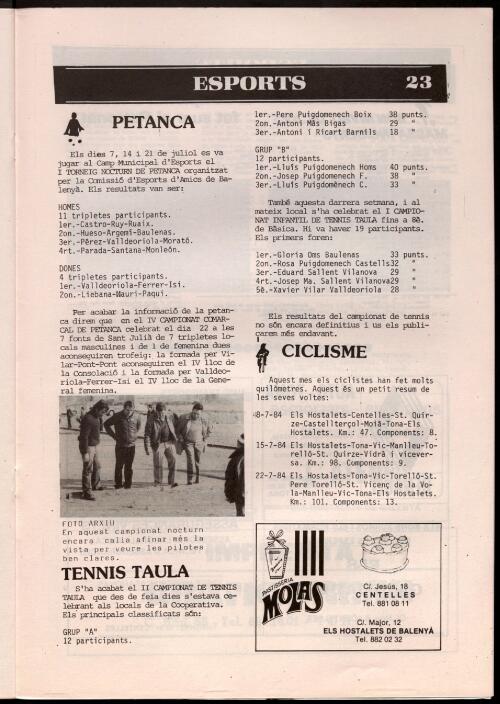 ESPORTS 23
PETANCA
Els dies 7, 14 i 21 de juliol es va
jugar al Camp Municipal d'Esports el
I TORNEIG NOCTURN DE PETANCA organitzat
per la Comissió d'Esports d'Amics de Ba-
lenyà. Els resultats van ser:
HOMES
11 tripletes participants.
1er.-Castro-Ruy-Ruaix.
2on.-Hueso-Argemí-Baulenas.
3er.-Pérez-Valldeoriola-Morató.
4rt.-Parada-Santana-Monleón.
DONES
4 tripletes participants.
1er.-Valldeoriola-Ferrer-Isi.
2on.-Liebana-Mauri-Paqui.
Per acabar la informació de la petan-
ca direm que en el IV CAMPIONAT COMAR-
CAL DE PETANCA celebrat el dia 22 a les
7 fonts de Sant Julià de 7 tripletes lo-
cals masculines i de 1 de femenina dues
aconseguiren trofeig: la formada per Vi-
lar-Pont-Pont aconseguiren el IV lloc de
la Consolació i la formada per Valldeo-
riola-Ferrer-Isi el IV lloc de la Gene-
ral femenina.
FOTO ARXIU
En aquest campionat nocturn
encara calia afinar més la
vista per veure les pilotes
ben clares.
TENNIS TAULA
S'ha acabat el II CAMPIONAT DE TENNIS
TAULA que des de feia dies s'estava ce-
lebrant als locals de la Cooperativa.
Els principals classificats són:
GRUP "A"
12 participants.
1er.-Pere Puigdomenech Boix 38 punts.
2on.-Antoni Mås Bigas 29 "
3er.-Antoni i Ricart Barnils 18 "
GRUP "B"
12 participants.
1er.-Lluís Puigdomenech Homs 40 punts.
2on.-Josep Puigdomenech F. 38 "
3er.-Lluís Puigdomènech C. 33 "
També aquesta darrera setmana, i al
mateix local s'ha celebrat el I CAMPIO-
NAT INFANTIL DE TENNIS TAULA fins a 8è.
de Bàsica. Hi va haver 19 participants.
Els primers foren:
1er.-Gloria Oms Baulenas 33 punts.
2on.-Rosa Puigdomenech Castells32 "
3er.-Eduard Sallent Vilanova 29 "
4rt.-Josep Ma. Sallent Vilanova29 "
5è.-Xavier Vilar Valldeoriola 28 "
Els resultats del campionat de tennis
no són encara definitius i us els publi-
carem més endavant.
CICLISME
Aquest mes els ciclistes han fet molts
quilòmetres. Aquest és un petit resum de
les seves voltes:
8-7-84 Els Hostalets-Centelles-St. Quir-
ze-Castellterçol-Moià-Tona-Els
Hostalets. Km.: 47. Components: 8.
15-7-84 Els Hostalets-Tona-Vic-Manlleu-To-
relló-St. Quirze-Vidrà i vicever-
sa. Km.: 98. Components: 9.
22-7-84 Els Hostalets-Tona-Vic-Torelló-St.
Pere Torelló-St. Vicenç de la Vo-
la-Manlleu-Vic-Tona-Els Hostalets.
Km.: 101. Components: 13.
PASTISSERIA
MOLAS
C/. Jesús, 18
CENTELLES
Tel. 881 08 11
C/. Major, 12
ELS HOSTALETS DE BALENYÀ
Tel. 882 02 32